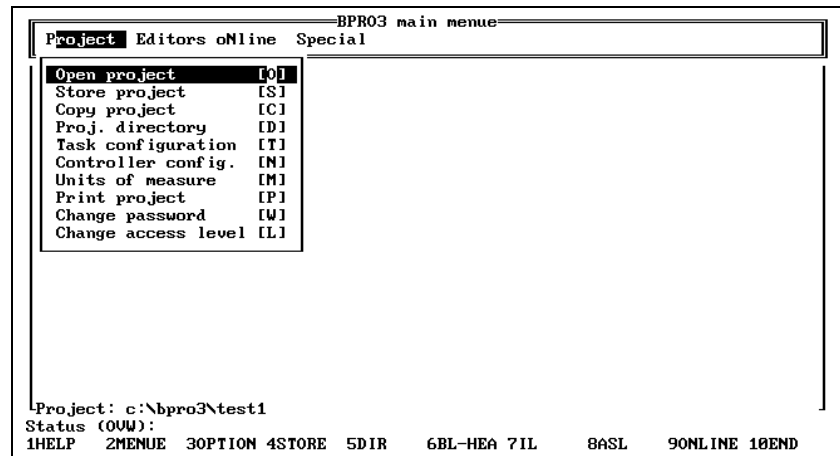 BPRO3 main menue
Project Editors oNline Special
Open project [O]
Store project [S]
Copy project [C]
Proj. directory [D]
Task configuration [T]
Controller config. [N]
Units of measure [M]
Print project [P]
Change password [W]
Change access level [L]
Project: c:\bpro3\test1
Status (OVW):
1HELP 2MENUE 3OPTION 4STORE 5DIR 6BL-HEA 7IL 8ASL 9ONLINE 10END